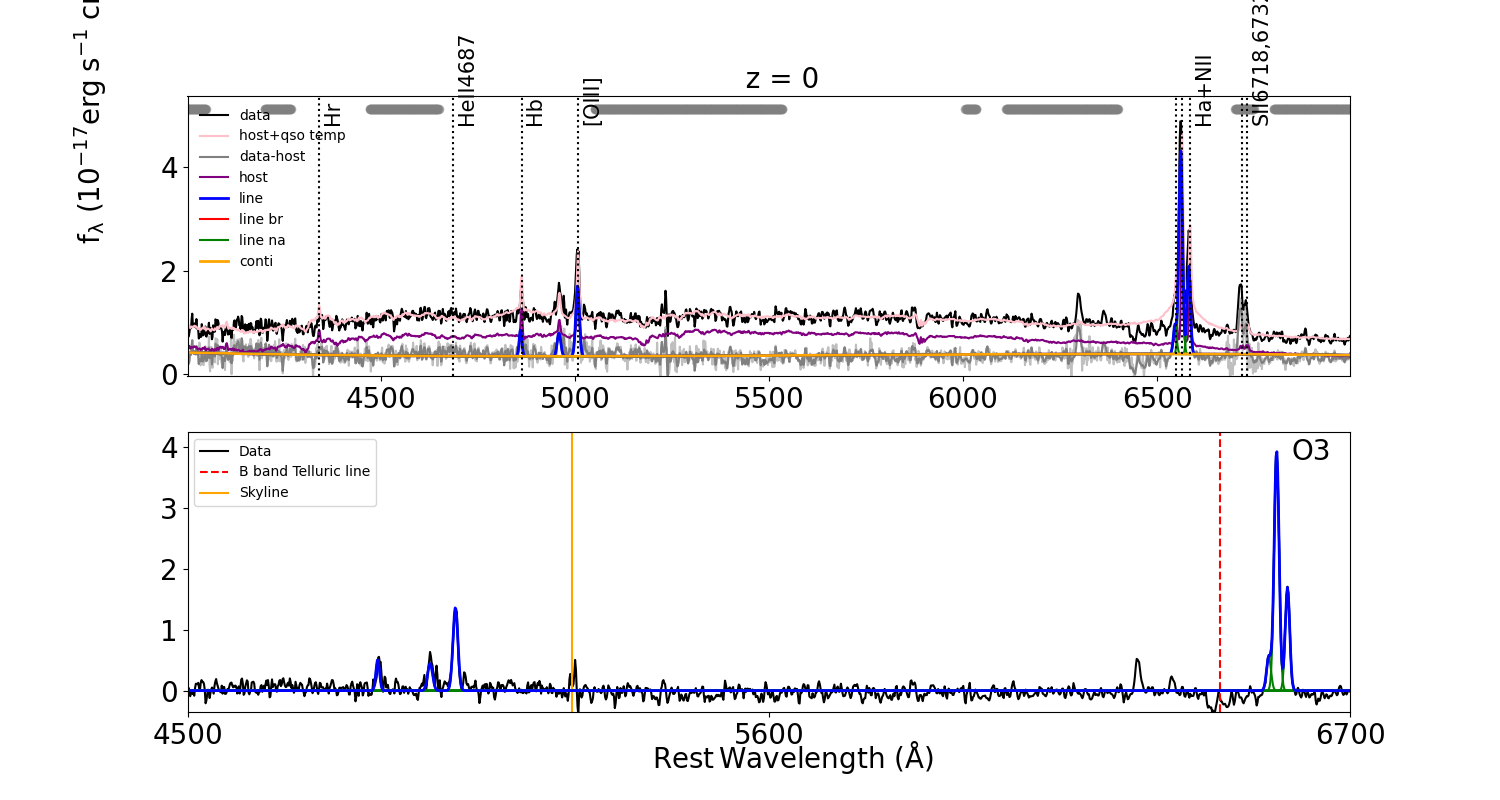 z = 0
f_λ (10^−17 erg s^−1
Hr
HeII4687
Hb
[OIII]
Ha+NII
SII6718,6732
data
host+qso temp
data-host
host
line
line br
line na
conti
4
2
0
4500
5000
5500
6000
6500
Data
B band Telluric line
Skyline
O3
4
3
2
1
0
4500
5600
6700
Rest Wavelength (Å)